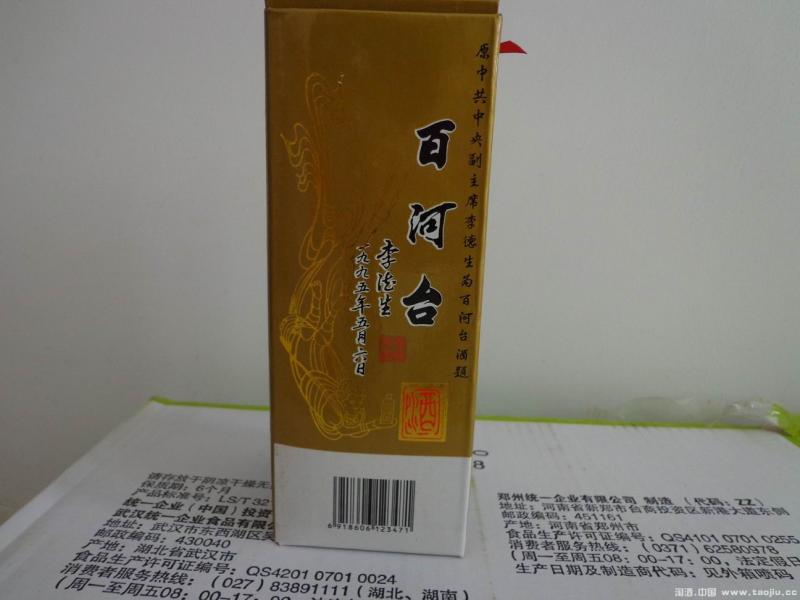 原中共中央副主席李德生为百河台酒题
百河台
李德生
一九九五年五月六日
酒
6918606123471
08
请存放于阴凉干燥无
保质期：6个月
产品标准号：LS/T32
统一企业（中国）投资
武汉统一企业食品有限
地址：武汉市东西湖区
邮政编码：430040
产地：湖北省武汉市
食品生产许可证编号：QS4201 0701 0024
消费者服务热线：（027）83891111（湖北、湖南）
（周一至周五08：00-17：00，
郑州统一企业有限公司 制造 （代码：ZZ）
地址：河南省新郑市台商投资区新港大道东侧
邮政编码：451161
产地：河南省郑州市
食品生产许可证编号：QS4101 0701 0255
消费者服务热线：（0371）62580978
（周一至周五08：00-17：00，法定假日
生产日期及制造商代码：见外箱喷码
淘酒.中国 www.taojiu.cc